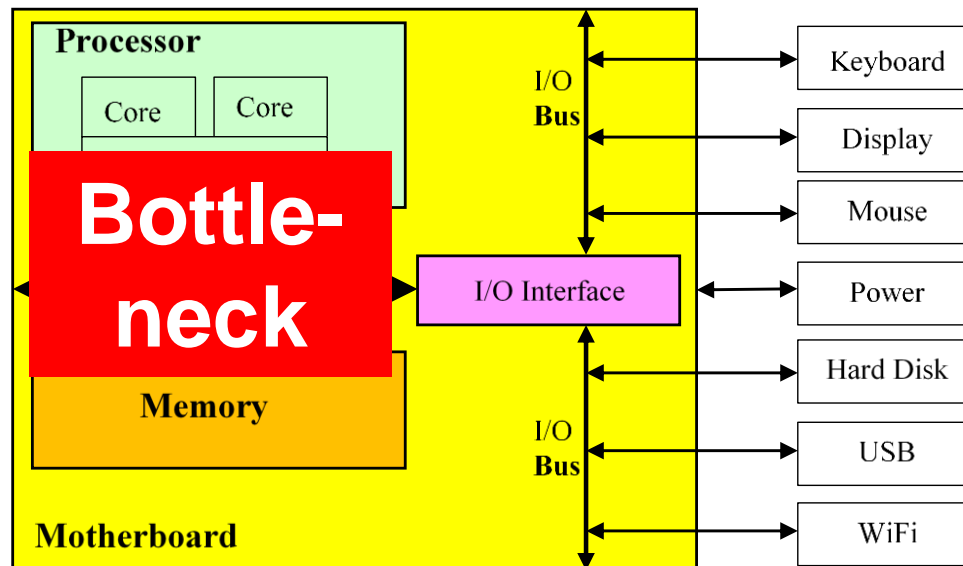 Processor
Core
Core
Bottle-
neck
Memory
Motherboard
I/O
Bus
I/O Interface
I/O
Bus
Keyboard
Display
Mouse
Power
Hard Disk
USB
WiFi